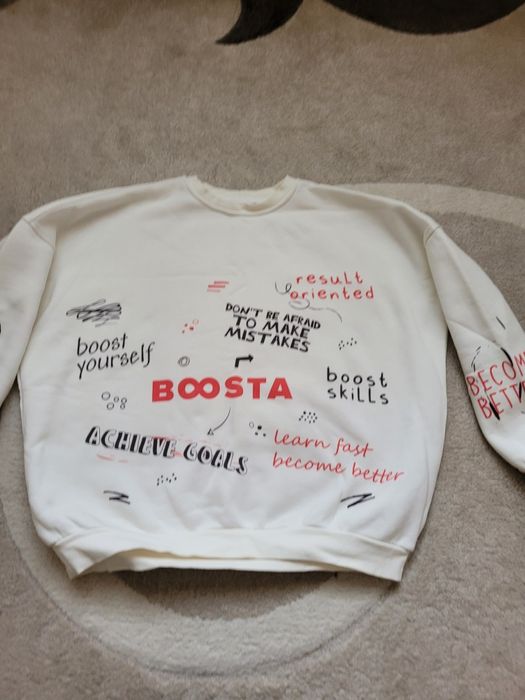 result
oriented
DON'T BE AFRAID
TO MAKE
MISTAKES
boost
yourself
BOOSTA
boost
skills
ACHIEVE GOALS
learn fast
become better